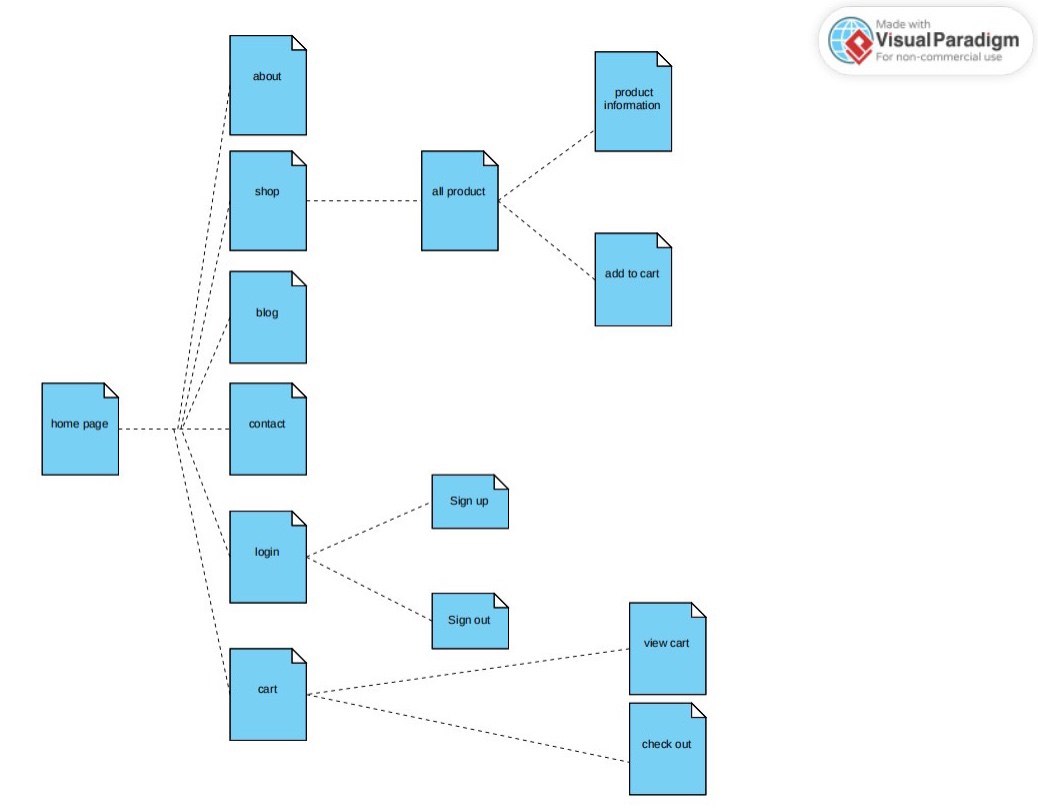 Made with
Visual Paradigm
For non-commercial use
about
product
information
shop
all product
add to cart
blog
home page
contact
Sign up
login
Sign out
view cart
cart
check out